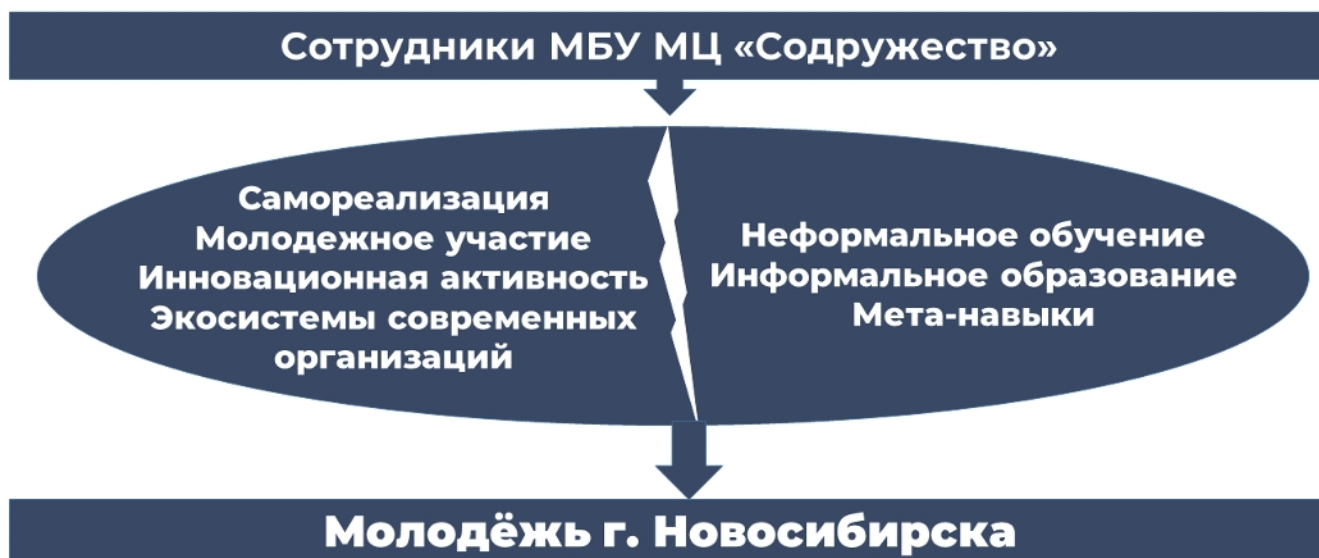 Сотрудники МБУ МЦ «Содружество»
Самореализация
Молодежное участие
Инновационная активность
Экосистемы современных
организаций
Неформальное обучение
Информальное образование
Мета-навыки
Молодёжь г. Новосибирска